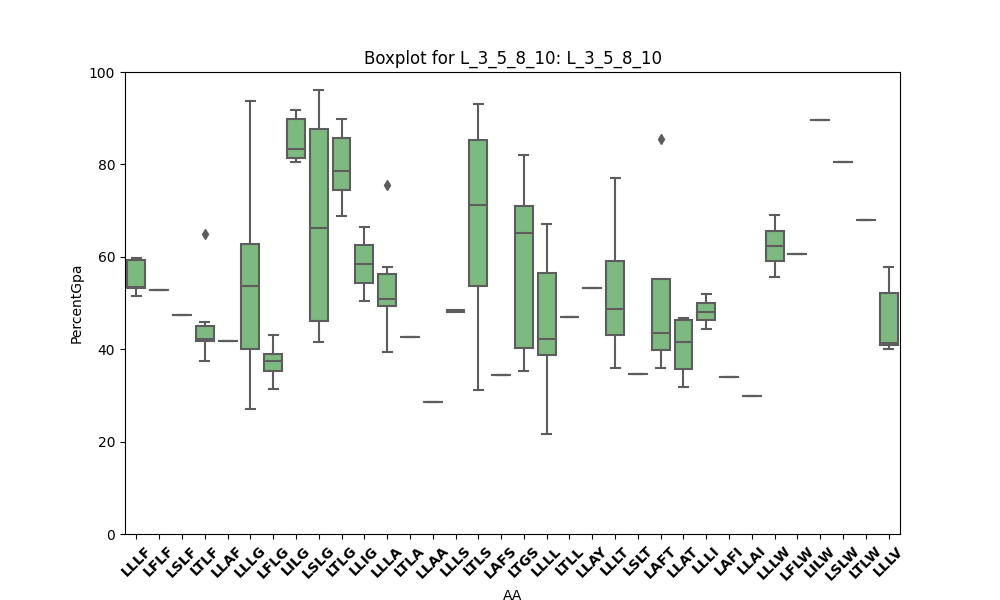 Boxplot for L_3_5_8_10: L_3_5_8_10
100
80
60
40
20
0
PercentGpa
LLLF LFLF LSLF LTLF LLAF LLLG LFLG LILG LSLG LTLG LLIG LLLA LTLA LLAA LLLS LTLS LAFS LTGS LLLL LTLL LLAY LLLT LSLT LAFT LLAT LLLI LAFI LLAI LLLW LFLW LILW LSLW LTLW LLLV
AA